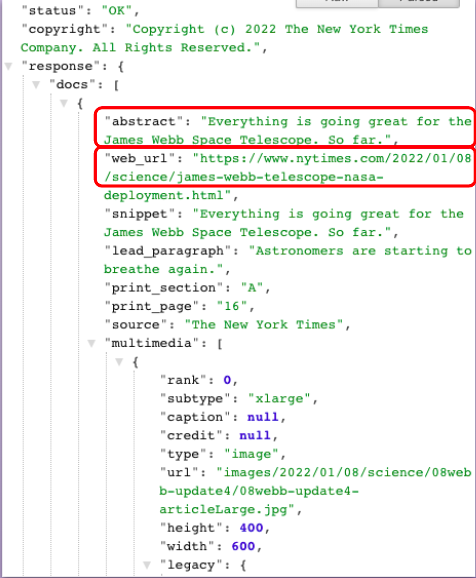 "status": "OK",
"copyright": "Copyright (c) 2022 The New York Times
Company. All Rights Reserved.",
"response": {
"docs": [
{
"abstract": "Everything is going great for the
James Webb Space Telescope. So far.",
"web_url": "https://www.nytimes.com/2022/01/08
/science/james-webb-telescope-nasa-
deployment.html",
"snippet": "Everything is going great for the
James Webb Space Telescope. So far.",
"lead_paragraph": "Astronomers are starting to
breathe again.",
"print_section": "A",
"print_page": "16",
"source": "The New York Times",
"multimedia": [
{
"rank": 0,
"subtype": "xlarge",
"caption": null,
"credit": null,
"type": "image",
"url": "images/2022/01/08/science/08web
b-update4/08webb-update4-
articleLarge.jpg",
"height": 400,
"width": 600,
"legacy": {